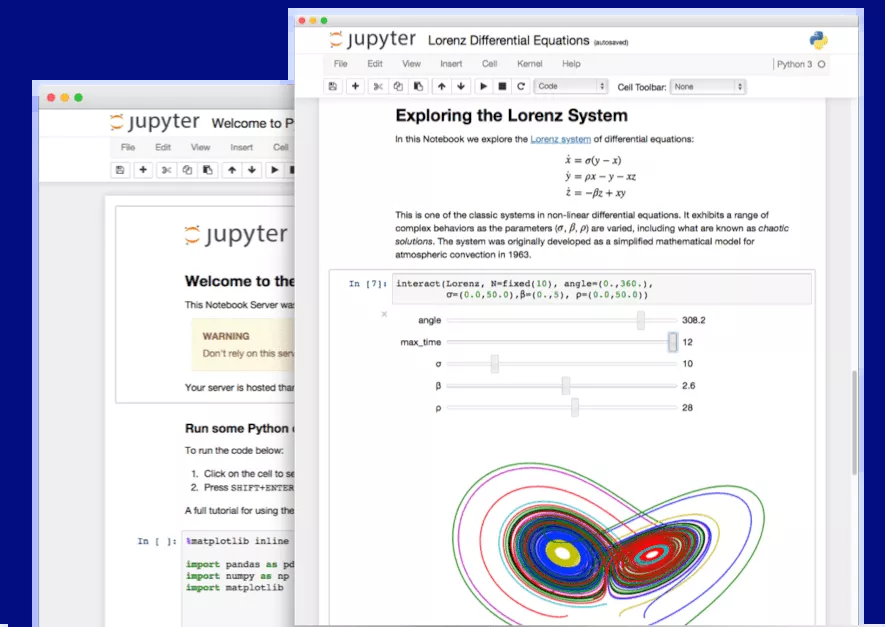 jupyter Lorenz Differential Equations (autosaved)
File Edit View Insert Cell Kernel Help Python 3
Code Cell Toolbar: None
Exploring the Lorenz System
In this Notebook we explore the Lorenz system of differential equations:
ẋ = σ(y − x)
ẏ = ρx − y − xz
ż = −βz + xy
This is one of the classic systems in non-linear differential equations. It exhibits a range of
complex behaviors as the parameters (σ, β, ρ) are varied, including what are known as chaotic
solutions. The system was originally developed as a simplified mathematical model for
atmospheric convection in 1963.
In [7]: interact(Lorenz, N=fixed(10), angle=(0.,360.),
σ=(0.0,50.0),β=(0.,5), ρ=(0.0,50.0))
angle 308.2
max_time 12
σ 10
β 2.6
ρ 28
jupyter Welcome to P
File Edit View Insert Cell
jupyter
Welcome to the
This Notebook Server was
WARNING
Don't rely on this serv
Your server is hosted than
Run some Python
To run the code below:
1. Click on the cell to se
2. Press SHIFT+ENTER
A full tutorial for using the
In [ ]: %matplotlib inline
import pandas as pd
import numpy as np
import matplotlib